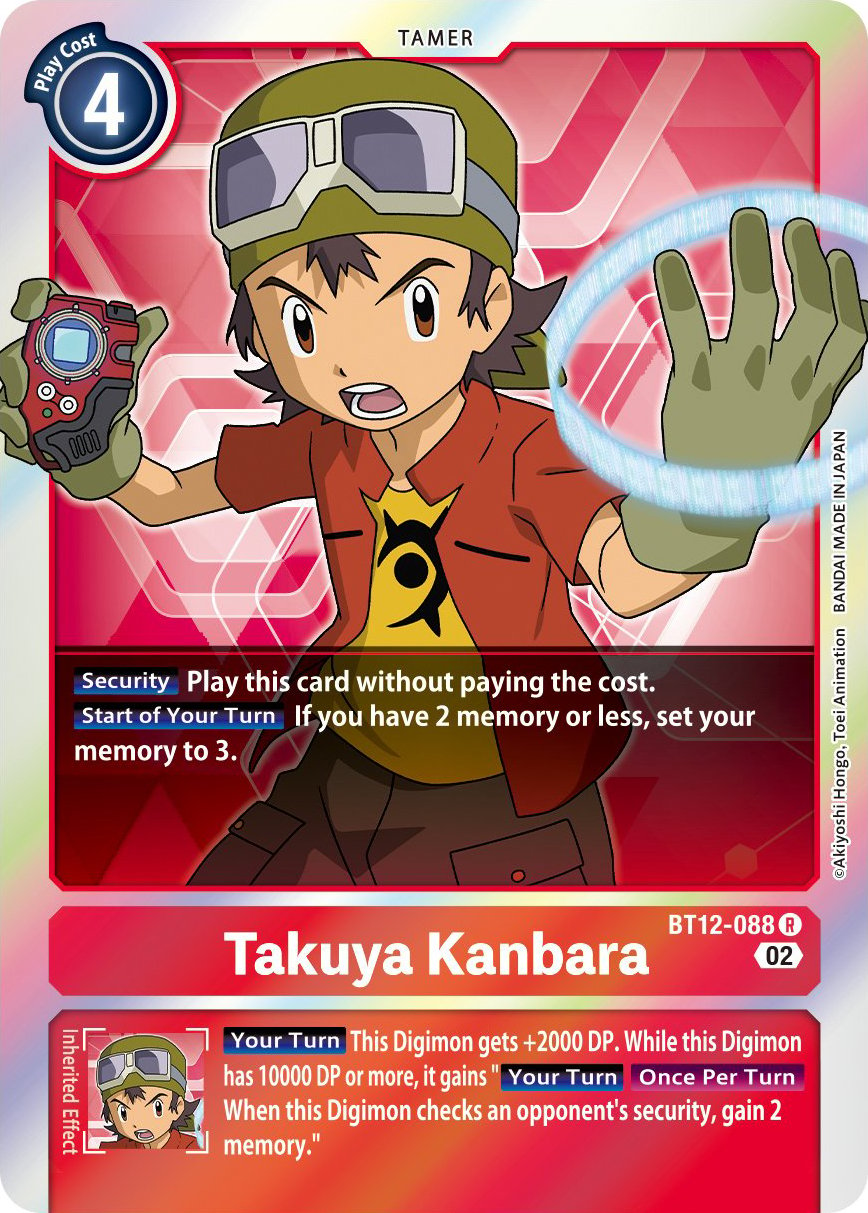 TAMER
Play Cost
4
Security Play this card without paying the cost.
Start of Your Turn If you have 2 memory or less, set your
memory to 3.
©Akiyoshi Hongo, Toei Animation BANDAI MADE IN JAPAN
BT12-088 R
Takuya Kanbara
02
Inherited Effect
Your Turn This Digimon gets +2000 DP. While this Digimon
has 10000 DP or more, it gains " Your Turn Once Per Turn
When this Digimon checks an opponent's security, gain 2
memory."